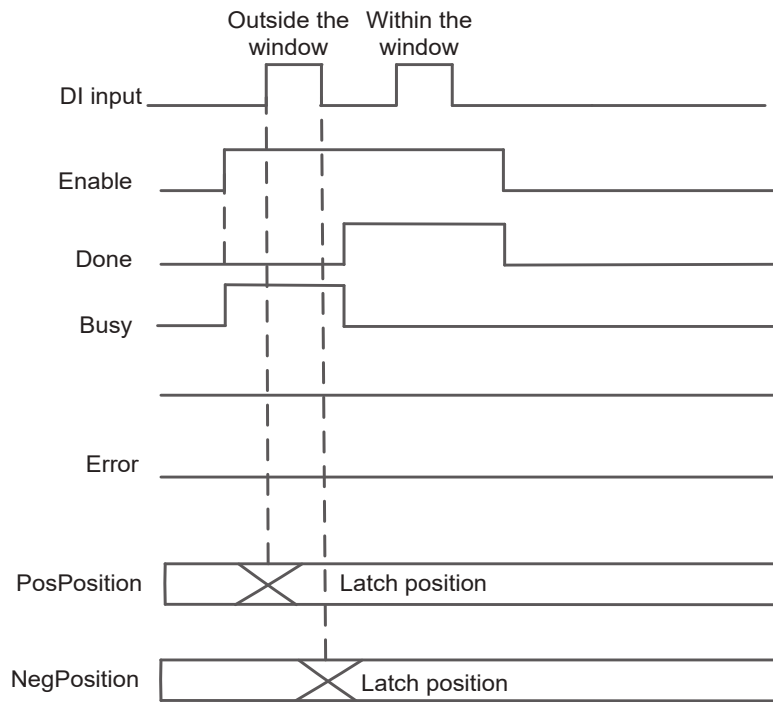 Outside the
window
Within the
window
DI input
Enable
Done
Busy
Error
PosPosition
Latch position
NegPosition
Latch position